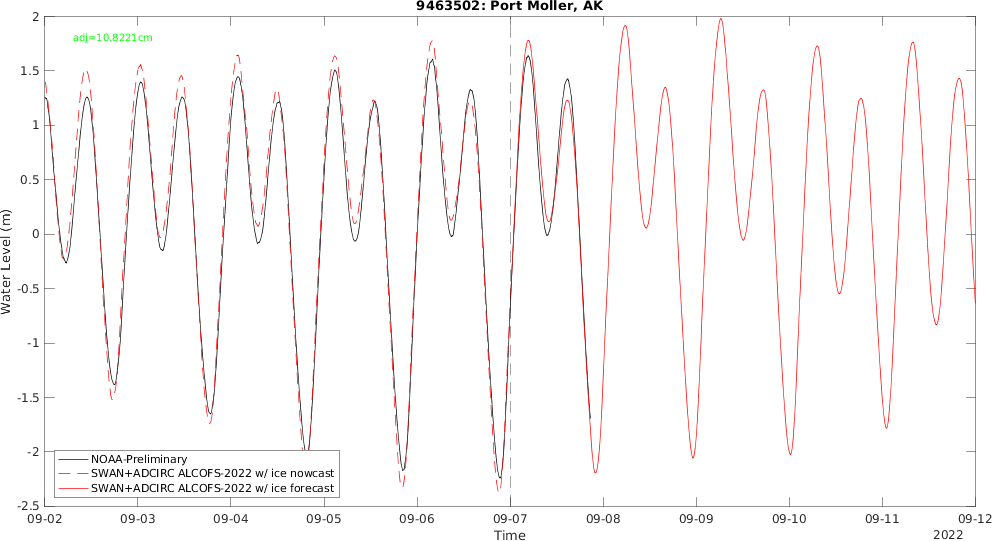 9463502: Port Moller, AK
adj=10.8221cm
Water Level (m)
2
1.5
1
0.5
0
-0.5
-1
-1.5
-2
-2.5
NOAA-Preliminary
SWAN+ADCIRC ALCOFS-2022 w/ ice nowcast
SWAN+ADCIRC ALCOFS-2022 w/ ice forecast
09-02 09-03 09-04 09-05 09-06 09-07 09-08 09-09 09-10 09-11 09-12
Time
2022